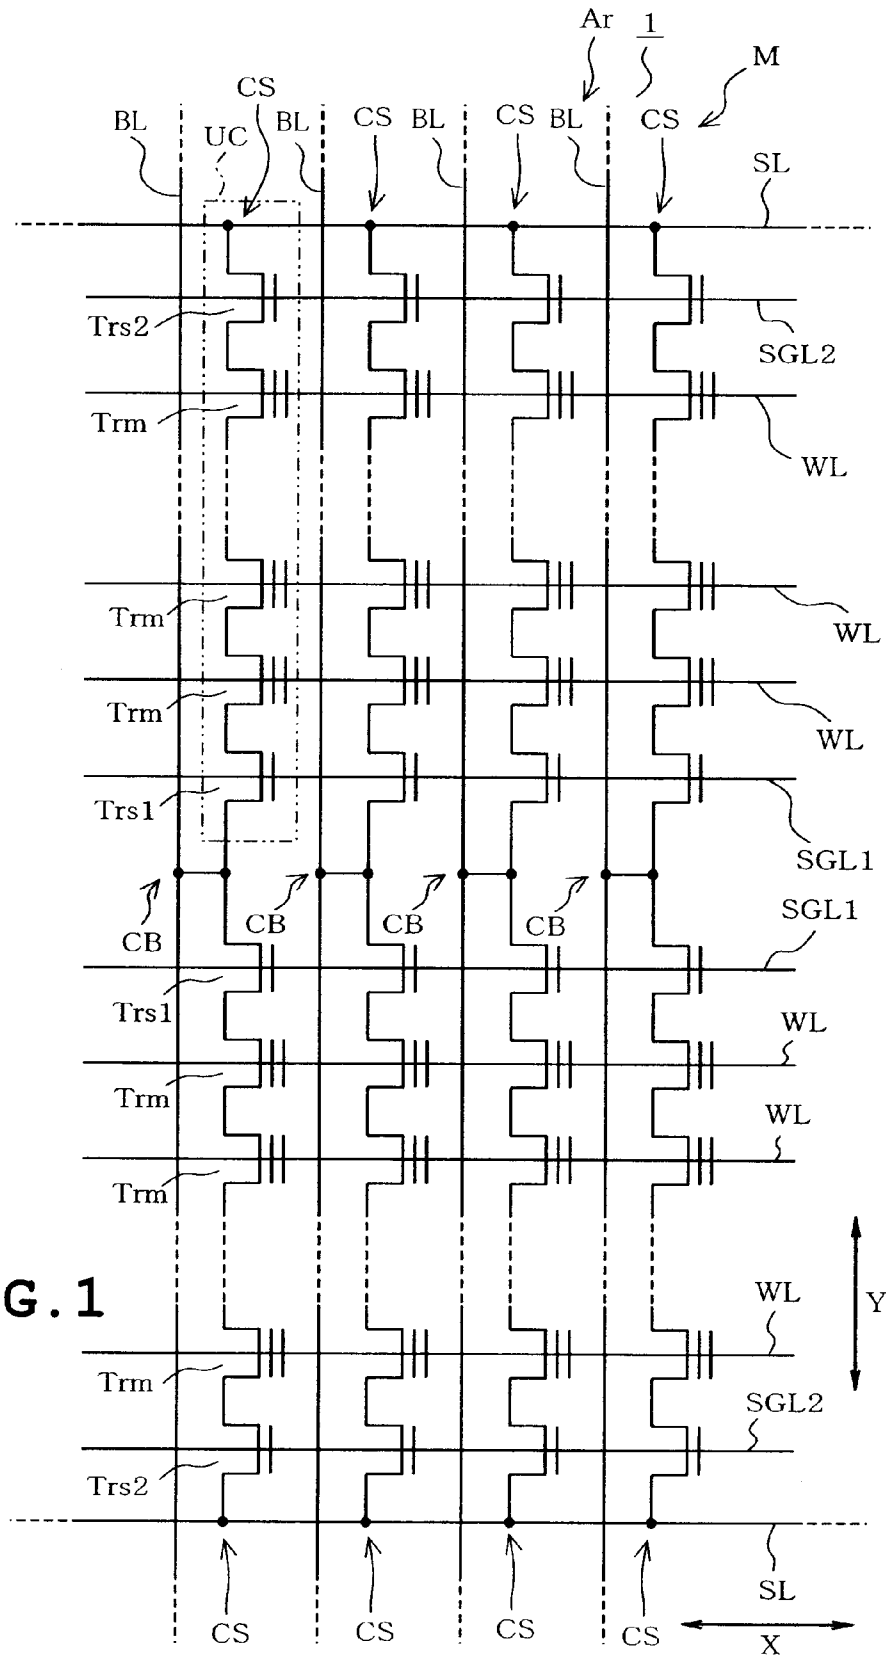 Ar 1
M
CS
BL UC BL CS BL CS BL CS
SL
Trs2
SGL2
Trm
WL
Trm
WL
Trm
WL
Trs1
SGL1
CB CB CB CB
SGL1
Trs1
WL
Trm
WL
Trm
G.1
WL
Y
Trm
SGL2
Trs2
SL
CS CS CS CS
X